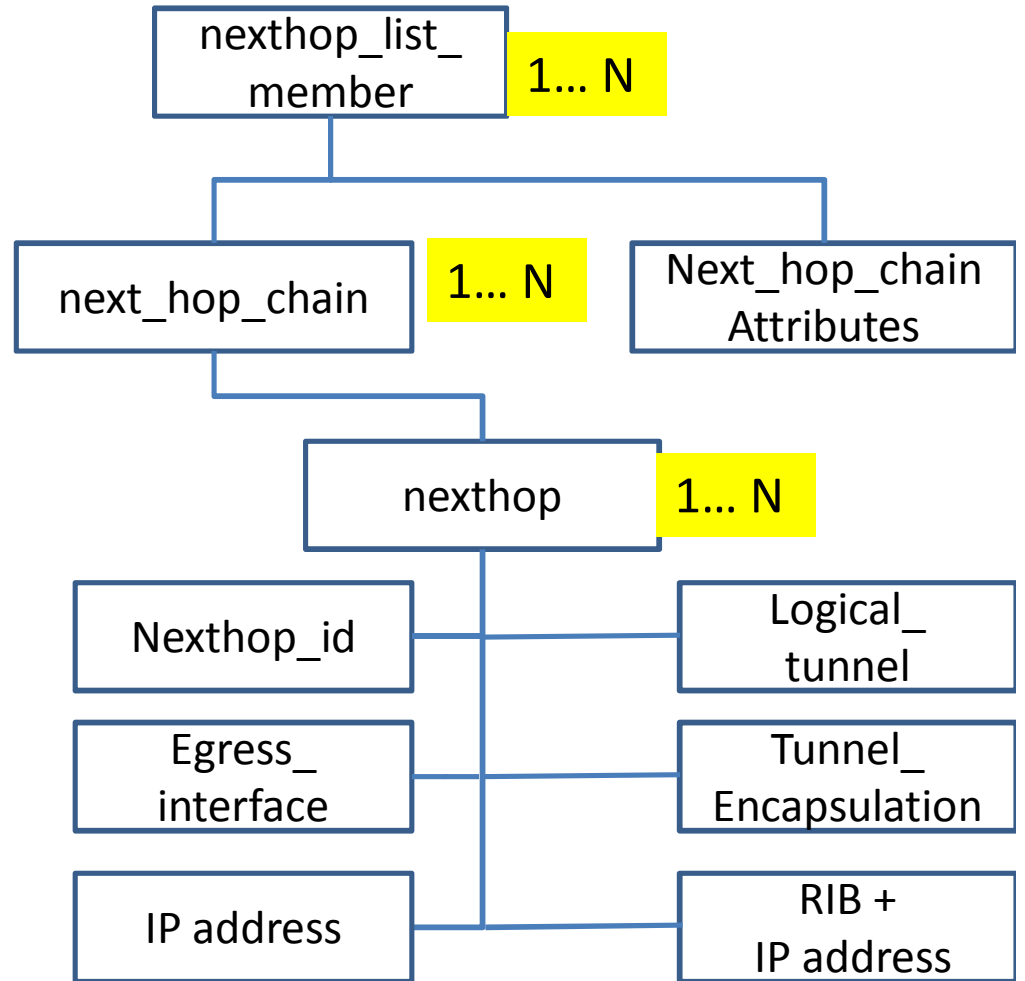 nexthop_list_
member
1... N
next_hop_chain
1... N
Next_hop_chain
Attributes
nexthop
1... N
Nexthop_id
Logical_
tunnel
Egress_
interface
Tunnel_
Encapsulation
IP address
RIB +
IP address